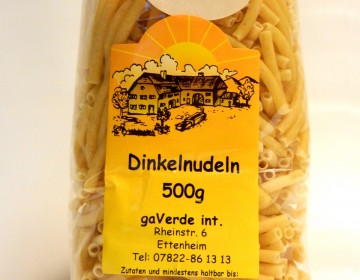 Dinkelnudeln
500g
gaVerde int.
Rheinstr. 6
Ettenheim
Tel: 07822-86 13 13
Zutaten und mindestens haltbar bis: